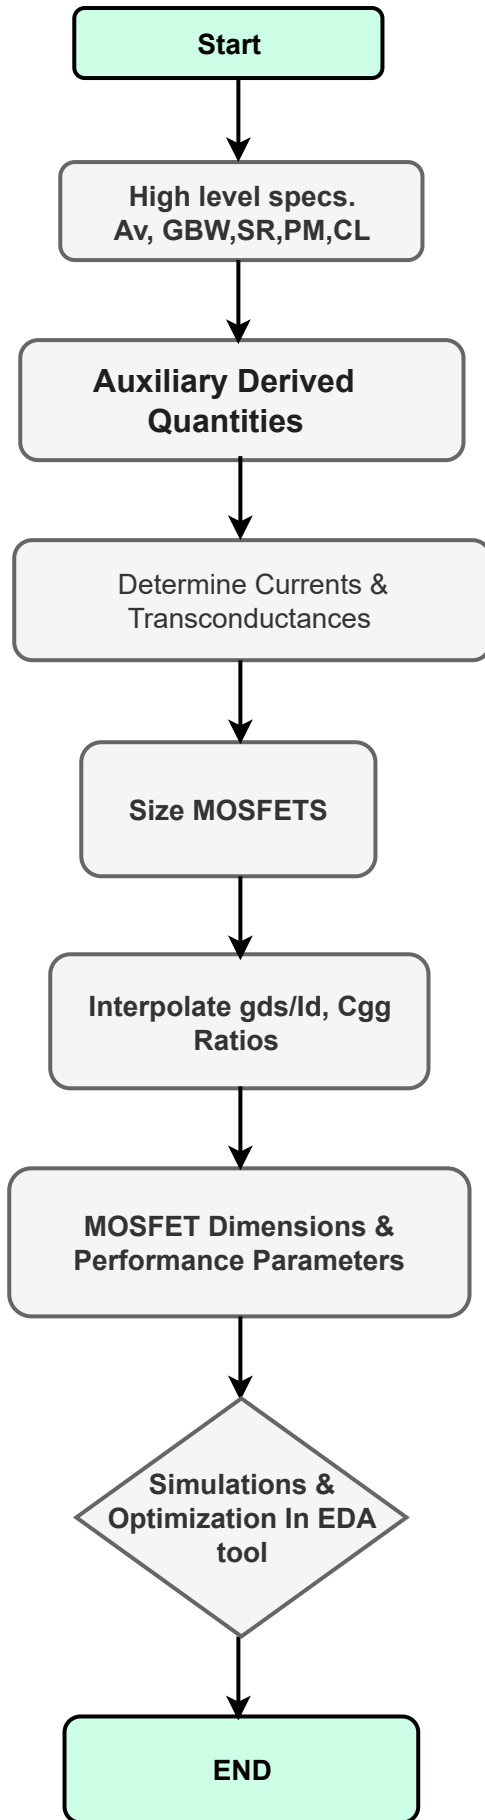 Start
High level specs.
Av, GBW,SR,PM,CL
Auxiliary Derived
Quantities
Determine Currents &
Transconductances
Size MOSFETS
Interpolate gds/Id, Cgg
Ratios
MOSFET Dimensions &
Performance Parameters
Simulations &
Optimization In EDA
tool
END